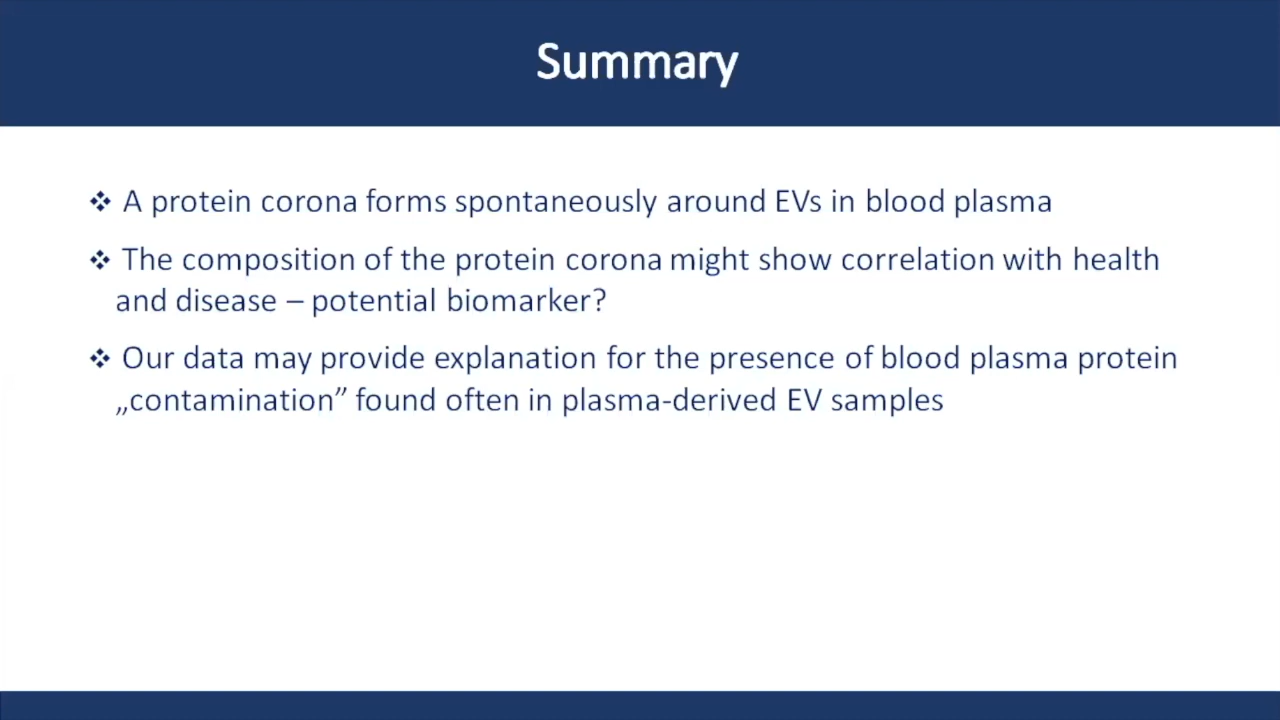 Summary
❖ A protein corona forms spontaneously around EVs in blood plasma
❖ The composition of the protein corona might show correlation with health
and disease – potential biomarker?
❖ Our data may provide explanation for the presence of blood plasma protein
„contamination” found often in plasma-derived EV samples